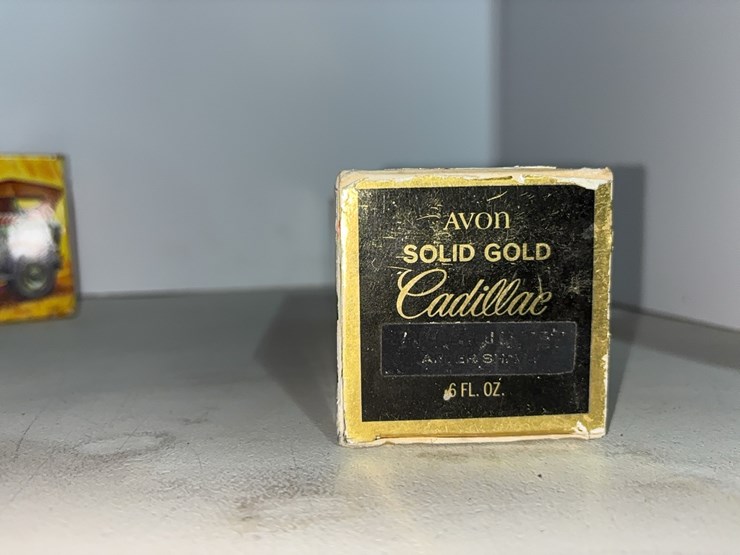 AVON
SOLID GOLD
Cadillac
6 FL. OZ.